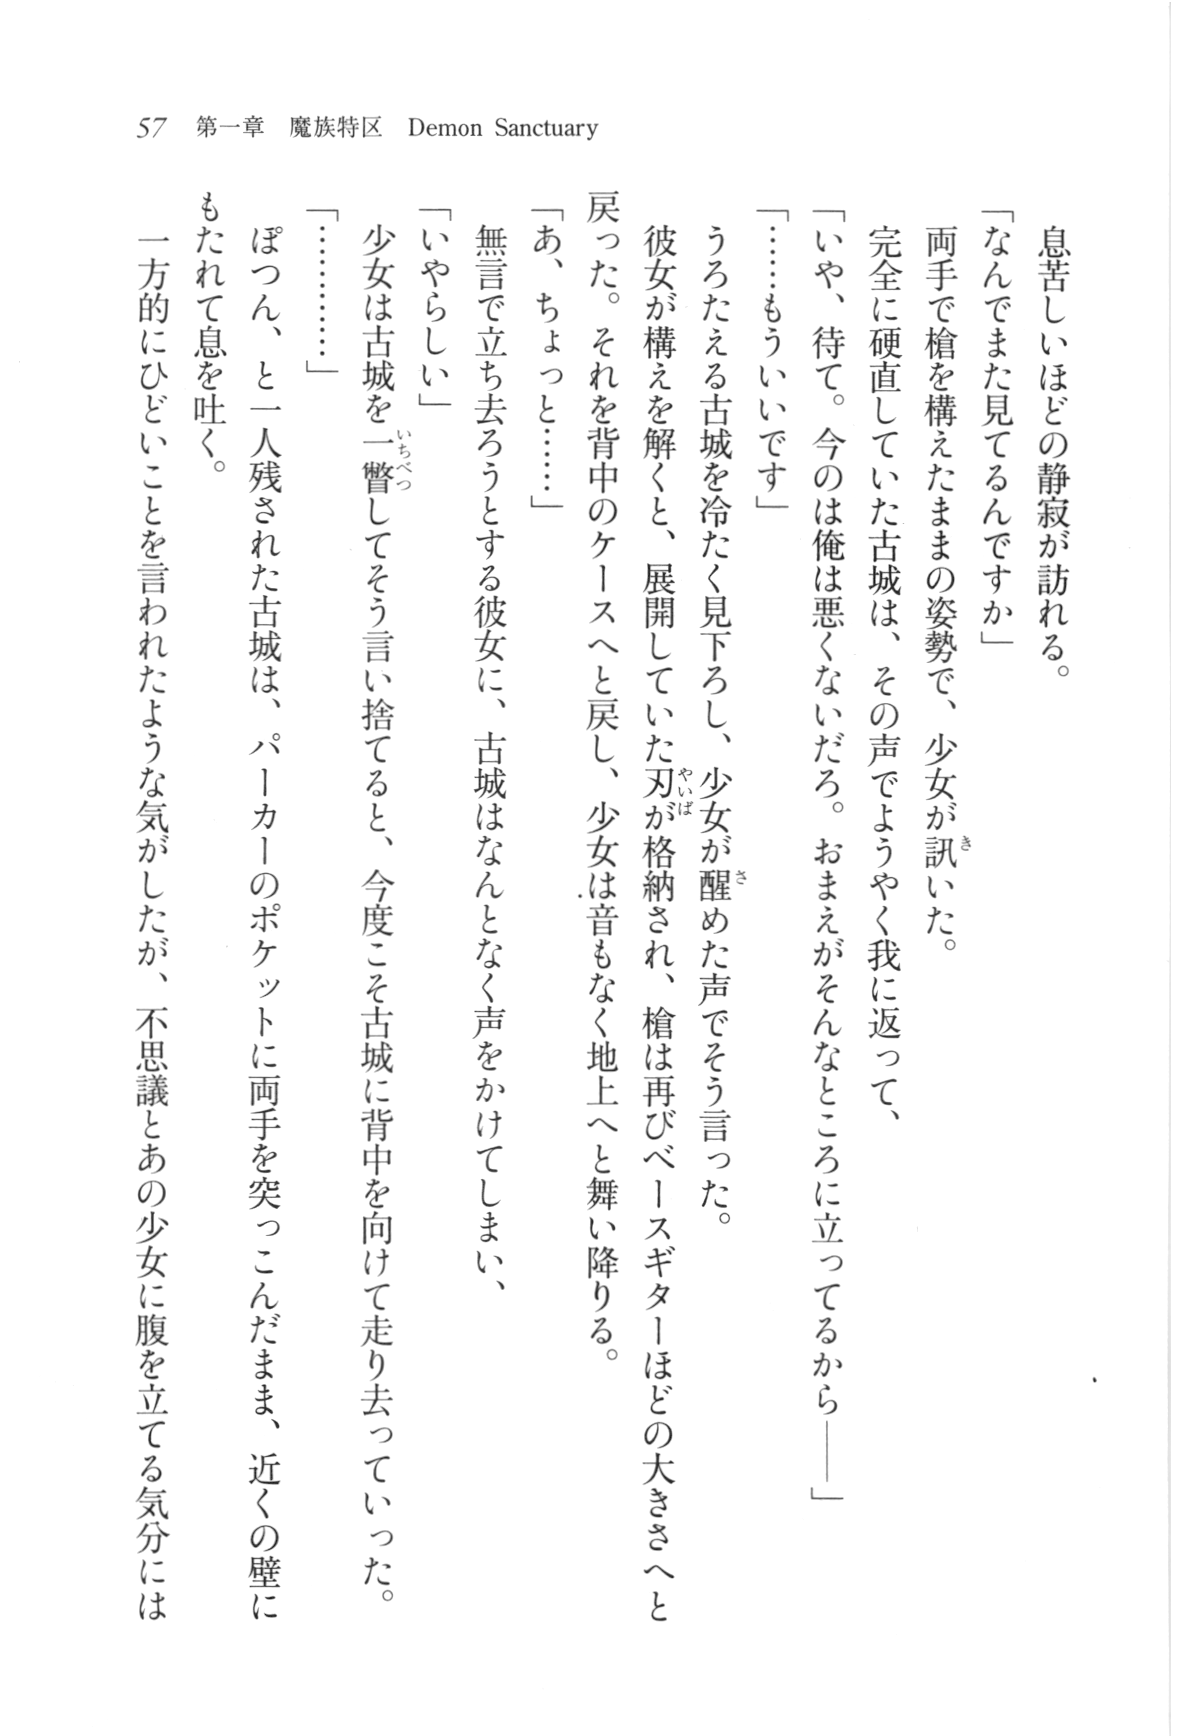 57 第一章 魔族特区 Demon Sanctuary
息苦しいほどの静寂が訪れる。
「なんでまた見てるんですか」
両手で槍を構えたままの姿勢で、少女が訊いた。
完全に硬直していた古城は、その声でようやく我に返って、
「いや、待て。今のは俺は悪くないだろ。おまえがそんなところに立ってるから――」
「……もういいです」
うろたえる古城を冷たく見下ろし、少女が醒めた声でそう言った。
彼女が構えを解くと、展開していた刃が格納され、槍は再びベースギターほどの大きさへと
戻った。それを背中のケースへと戻し、少女は音もなく地上へと舞い降りる。
「あ、ちょっと……」
無言で立ち去ろうとする彼女に、古城はなんとなく声をかけてしまい、
「いやらしい」
少女は古城を一瞥してそう言い捨てると、今度こそ古城に背中を向けて走り去っていった。
「…………」
ぽつん、と一人残された古城は、パーカーのポケットに両手を突っこんだまま、近くの壁に
もたれて息を吐く。
一方的にひどいことを言われたような気がしたが、不思議とあの少女に腹を立てる気分には
き
さ
やいば
いちべつ